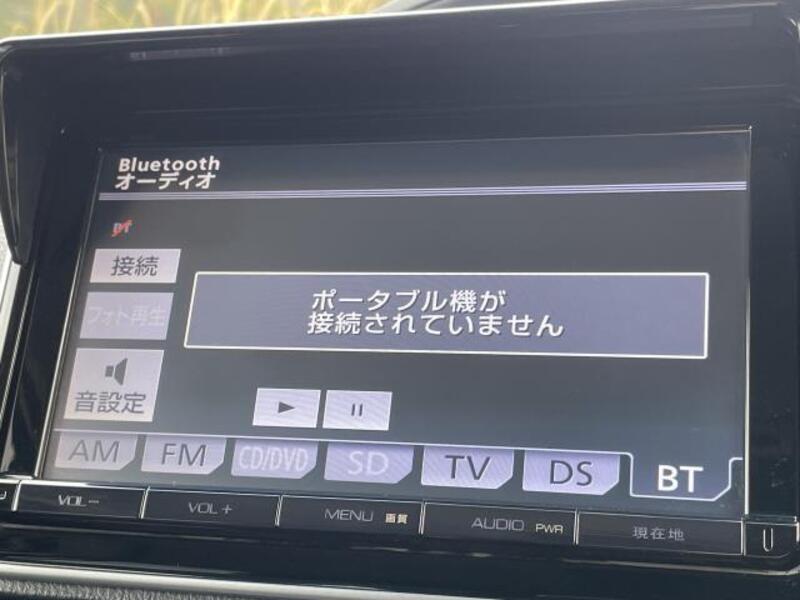 Bluetooth
オーディオ
BT
接続
ポータブル機が
接続されていません
フォト再生
音設定
AM
FM
CD/DVD
SD
TV
DS
BT
VOL－
VOL＋
MENU 画質
AUDIO PWR
現在地